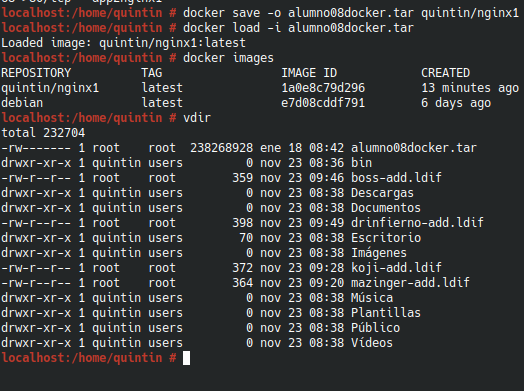 localhost:/home/quintin # docker save -o alumno08docker.tar quintin/nginx1
localhost:/home/quintin # docker load -i alumno08docker.tar
Loaded image: quintin/nginx1:latest
localhost:/home/quintin # docker images
REPOSITORY TAG IMAGE ID CREATED
quintin/nginx1 latest 1a0e8c79d296 13 minutes ago
debian latest e7d08cddf791 6 days ago
localhost:/home/quintin # vdir
total 232704
-rw------- 1 root root 238268928 ene 18 08:42 alumno08docker.tar
drwxr-xr-x 1 quintin users 0 nov 23 08:36 bin
-rw-r--r-- 1 root root 359 nov 23 09:46 boss-add.ldif
drwxr-xr-x 1 quintin users 0 nov 23 08:38 Descargas
drwxr-xr-x 1 quintin users 0 nov 23 08:38 Documentos
-rw-r--r-- 1 root root 398 nov 23 09:49 drinfierno-add.ldif
drwxr-xr-x 1 quintin users 70 nov 23 08:38 Escritorio
drwxr-xr-x 1 quintin users 0 nov 23 08:38 Imágenes
-rw-r--r-- 1 root root 372 nov 23 09:28 koji-add.ldif
-rw-r--r-- 1 root root 364 nov 23 09:20 mazinger-add.ldif
drwxr-xr-x 1 quintin users 0 nov 23 08:38 Música
drwxr-xr-x 1 quintin users 0 nov 23 08:38 Plantillas
drwxr-xr-x 1 quintin users 0 nov 23 08:38 Público
drwxr-xr-x 1 quintin users 0 nov 23 08:38 Vídeos
localhost:/home/quintin #